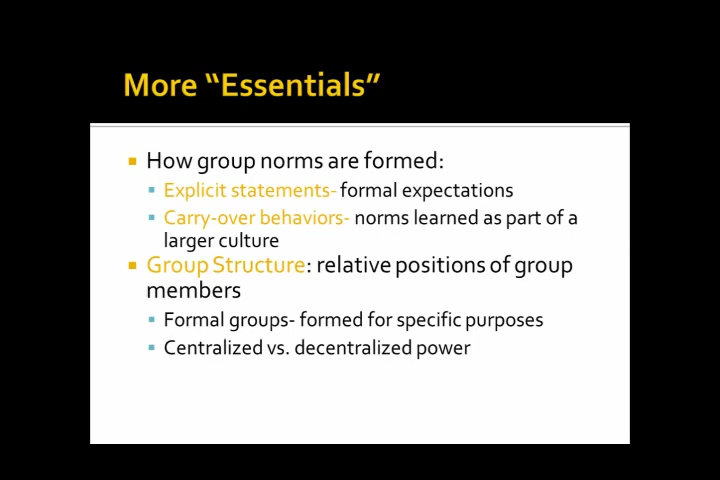 More “Essentials”
How group norms are formed:
Explicit statements- formal expectations
Carry-over behaviors- norms learned as part of a
larger culture
Group Structure: relative positions of group
members
Formal groups- formed for specific purposes
Centralized vs. decentralized power